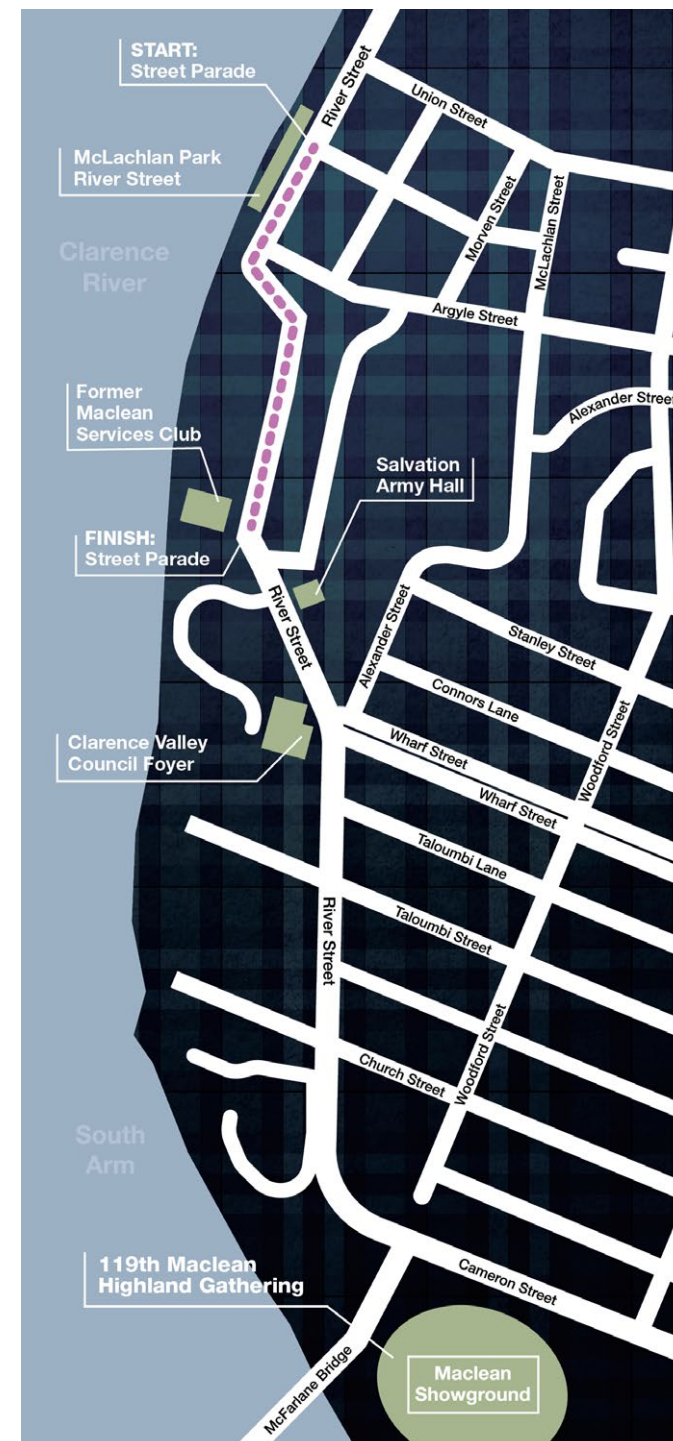 START:
Street Parade
River Street
Union Street
McLachlan Park
River Street
Morven Street
McLachlan Street
Clarence
River
Argyle Street
Former
Maclean
Services Club
Alexander Street
Salvation
Army Hall
FINISH:
Street Parade
River Street
Alexander Street
Stanley Street
Connors Lane
Woodford Street
Clarence Valley
Council Foyer
Wharf Street
Wharf Street
Taloumbi Lane
River Street
Taloumbi Street
Church Street
Woodford Street
South
Arm
119th Maclean
Highland Gathering
Cameron Street
McFarlane Bridge
Maclean
Showground